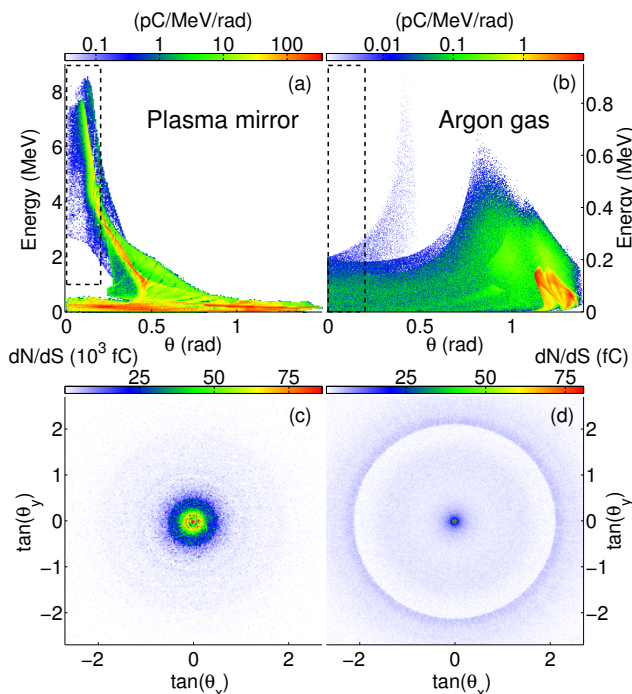 (pC/MeV/rad) (pC/MeV/rad)
0.1 1 10 100 0.01 0.1 1
(a) (b)
Plasma mirror Argon gas
Energy (MeV) Energy (MeV)
8 6 4 2 0
0.8 0.6 0.4 0.2 0
0 0.5 1 0 0.5 1
θ (rad) θ (rad)
dN/dS (10³ fC) dN/dS (fC)
25 50 75 25 50 75
(c) (d)
tan(θy) tan(θy)
2 1 0 −1 −2
2 1 0 −1 −2
−2 0 2 −2 0 2
tan(θx) tan(θx)